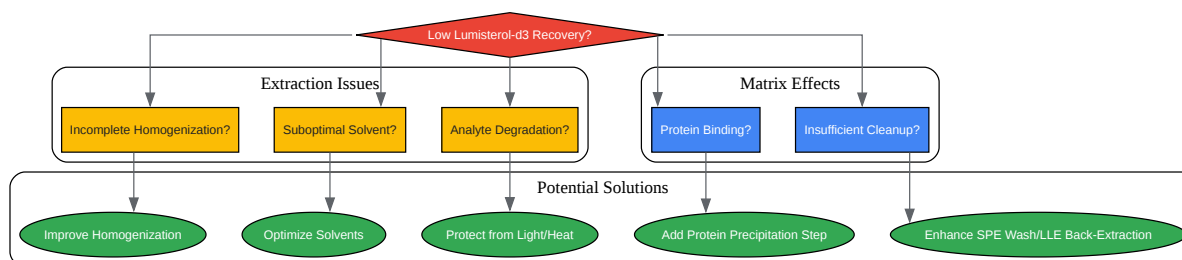 Low Lumisterol-d3 Recovery?
Extraction Issues
Matrix Effects
Incomplete Homogenization?
Suboptimal Solvent?
Analyte Degradation?
Protein Binding?
Insufficient Cleanup?
Potential Solutions
Improve Homogenization
Optimize Solvents
Protect from Light/Heat
Add Protein Precipitation Step
Enhance SPE Wash/LLE Back-Extraction